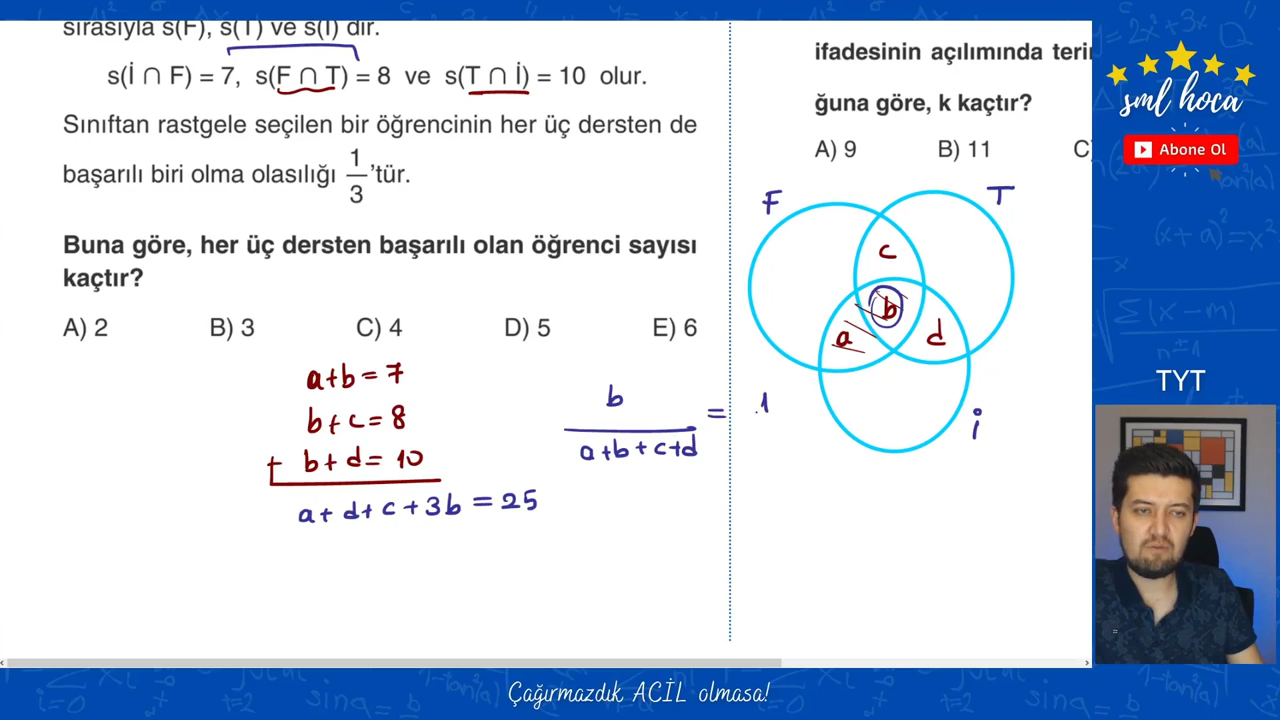 sırasıyla s(F), s(T) ve s(İ) dir.
s(İ ∩ F) = 7, s(F ∩ T) = 8 ve s(T ∩ İ) = 10 olur.
Sınıftan rastgele seçilen bir öğrencinin her üç dersten de
başarılı biri olma olasılığı 1/3 'tür.
Buna göre, her üç dersten başarılı olan öğrenci sayısı
kaçtır?
A) 2 B) 3 C) 4 D) 5 E) 6
a+b = 7
b + c = 8
+ b + d = 10
a + d + c + 3b = 25
b
a+b+c+d
= 1
ifadesinin açılımında
ğuna göre, k kaçtır?
A) 9 B) 11 C)
F
T
c
b
a
d
i
sml hoca
Abone Ol
TYT
Çağırmazdık ACİL olmasa!